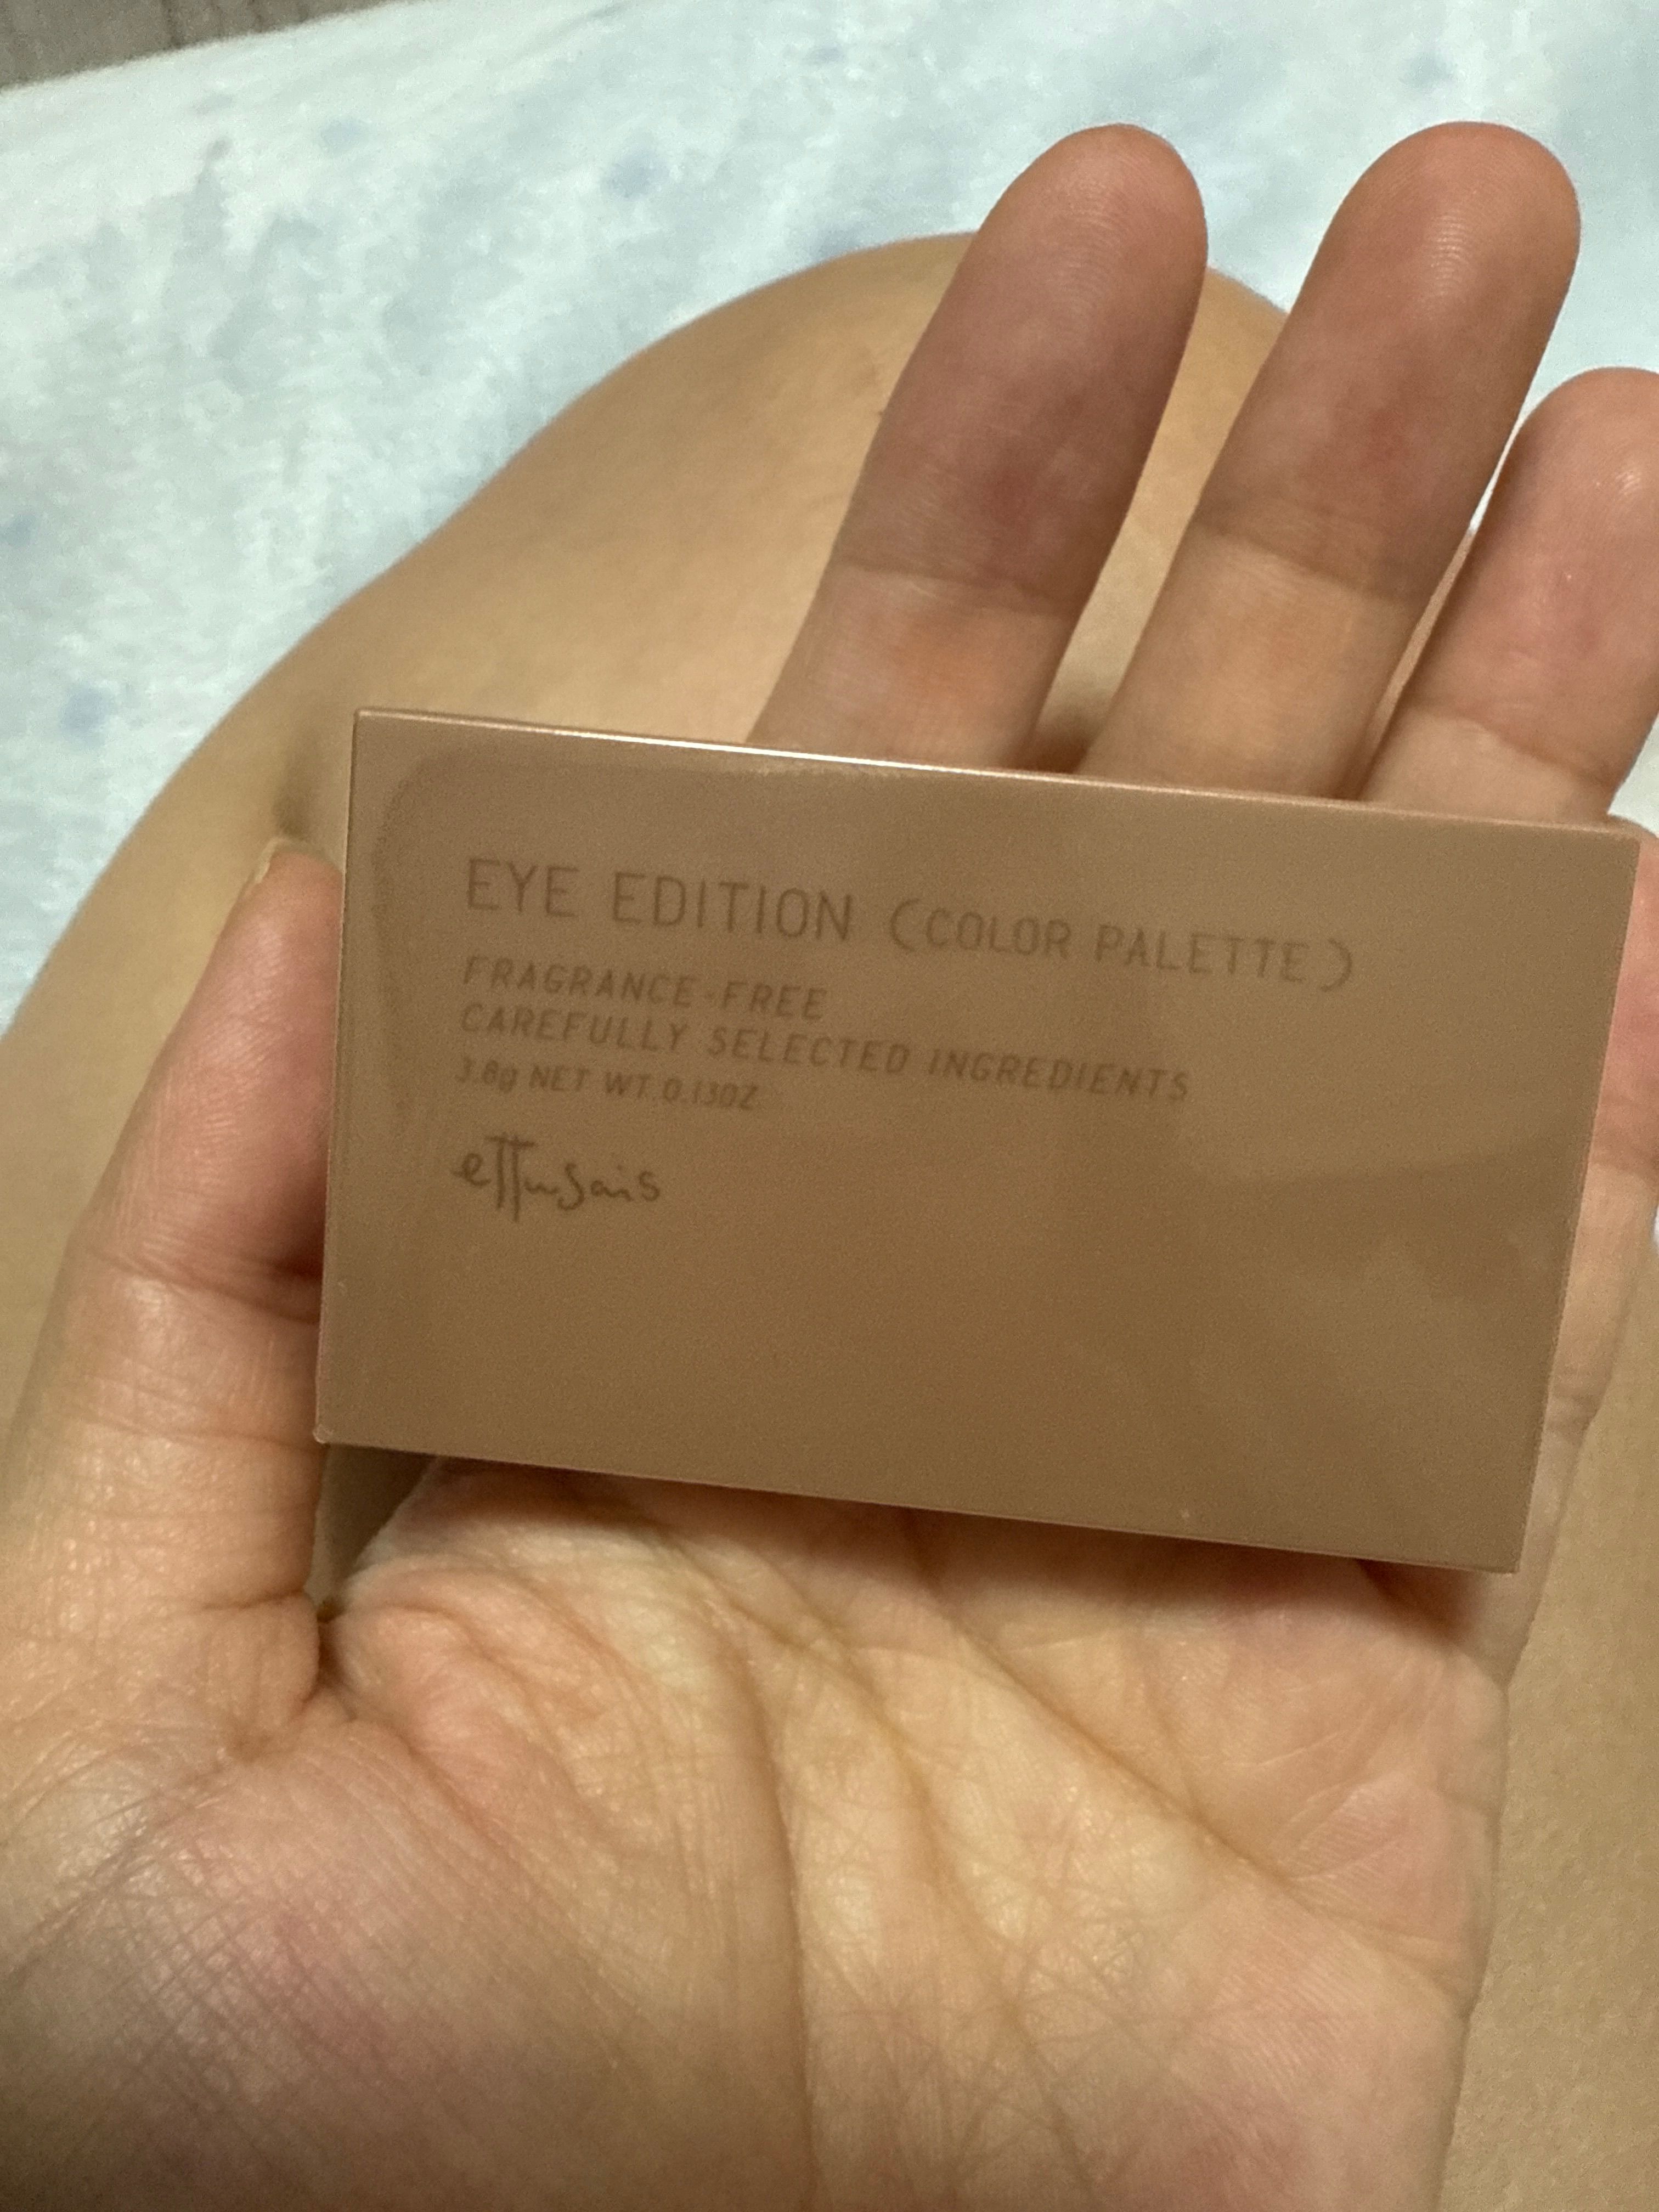 EYE EDITION (COLOR PALETTE)
FRAGRANCE-FREE
CAREFULLY SELECTED INGREDIENTS
3.8g NET WT. 0.13OZ
ettusais